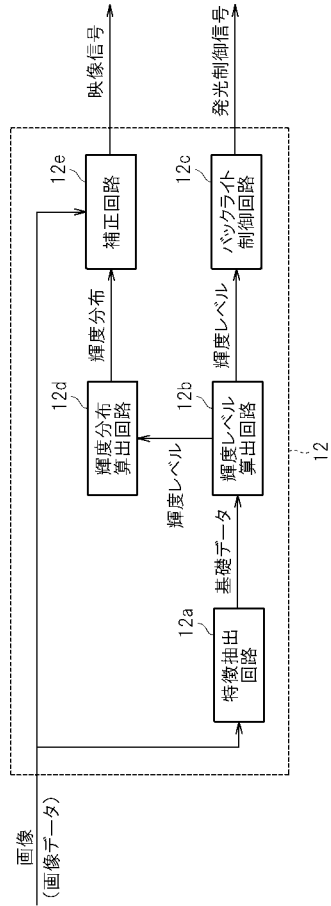 画像
(画像データ)
12a
特徴抽出
回路
基礎データ
12b
輝度レベル
算出回路
輝度レベル
12d
輝度分布
算出回路
輝度分布
12e
補正回路
映像信号
輝度レベル
12c
バックライト
制御回路
発光制御信号
12